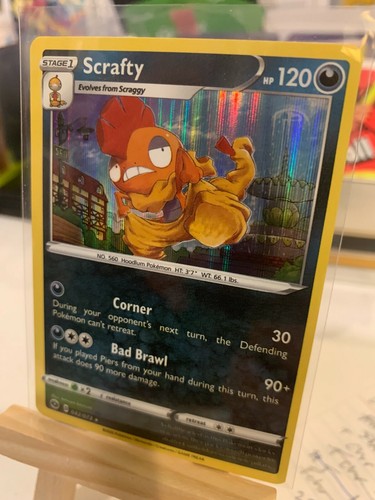 STAGE 1
Scrafty
HP 120
Evolves from Scraggy
NO. 560 Hoodlum Pokémon HT: 3'7" WT: 66.1 lbs.
Corner 30
During your opponent's next turn, the Defending
Pokémon can't retreat.
Bad Brawl 90+
If you played Piers from your hand during this turn, this
attack does 90 more damage.
weakness ×2 resistance
retreat